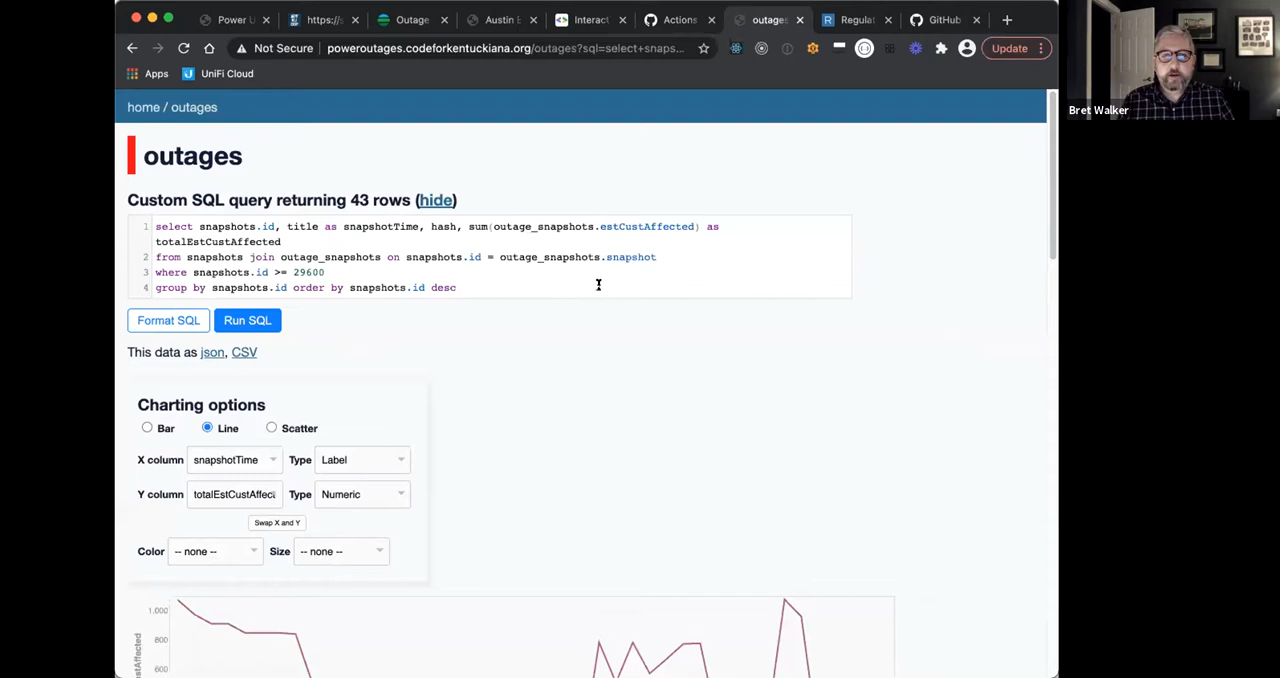 Power U
https://s
Outage
Austin E
Interact
Actions
outages
Regulat
GitHub
Not Secure
poweroutages.codeforkentuckiana.org/outages?sql=select+snaps...
Update
Apps
UniFi Cloud
Bret Walker
home / outages
outages
Custom SQL query returning 43 rows (hide)
1 select snapshots.id, title as snapshotTime, hash, sum(outage_snapshots.estCustAffected) as
totalEstCustAffected
2 from snapshots join outage_snapshots on snapshots.id = outage_snapshots.snapshot
3 where snapshots.id >= 29600
4 group by snapshots.id order by snapshots.id desc
Format SQL Run SQL
This data as json, CSV
Charting options
Bar Line Scatter
X column snapshotTime Type Label
Y column totalEstCustAffect Type Numeric
Swap X and Y
Color -- none -- Size -- none --
1,000
800
600
stAffected